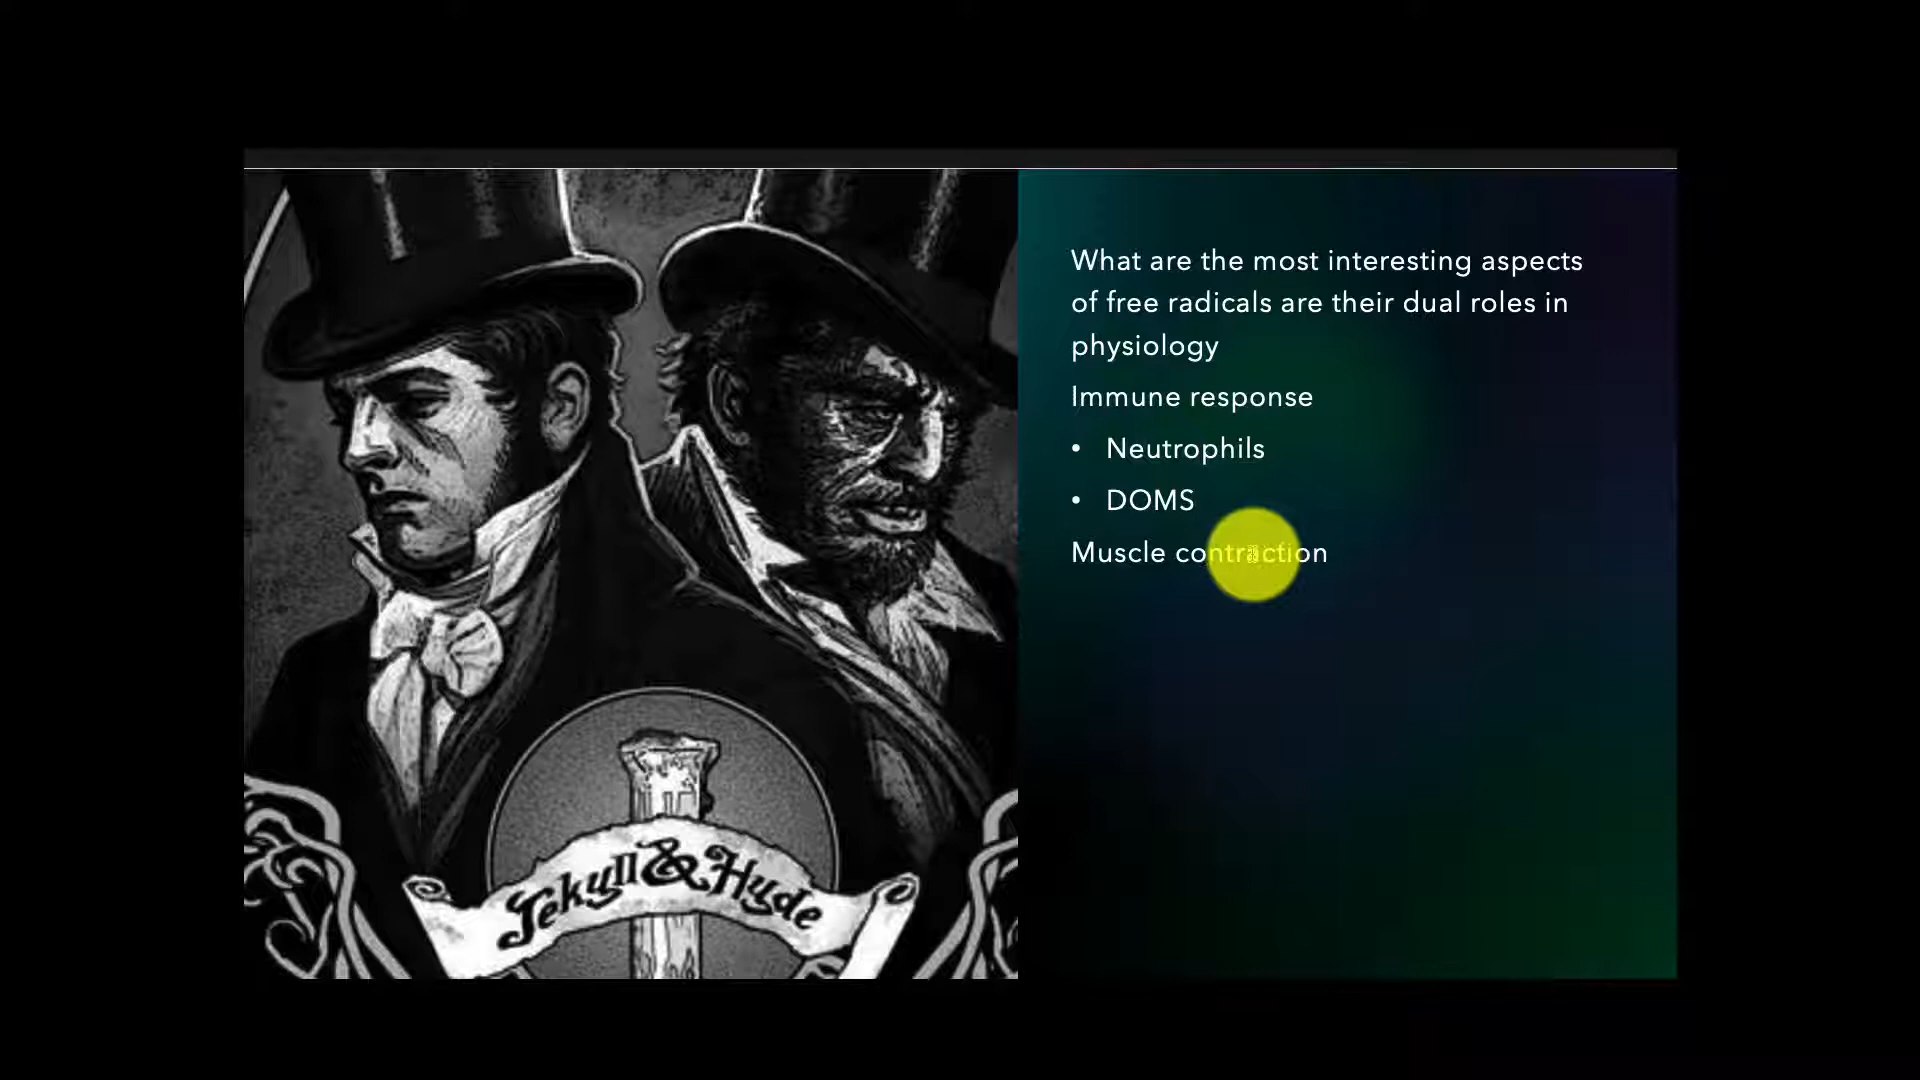 What are the most interesting aspects
of free radicals are their dual roles in
physiology
Immune response
• Neutrophils
• DOMS
Muscle contraction
Jekyll & Hyde